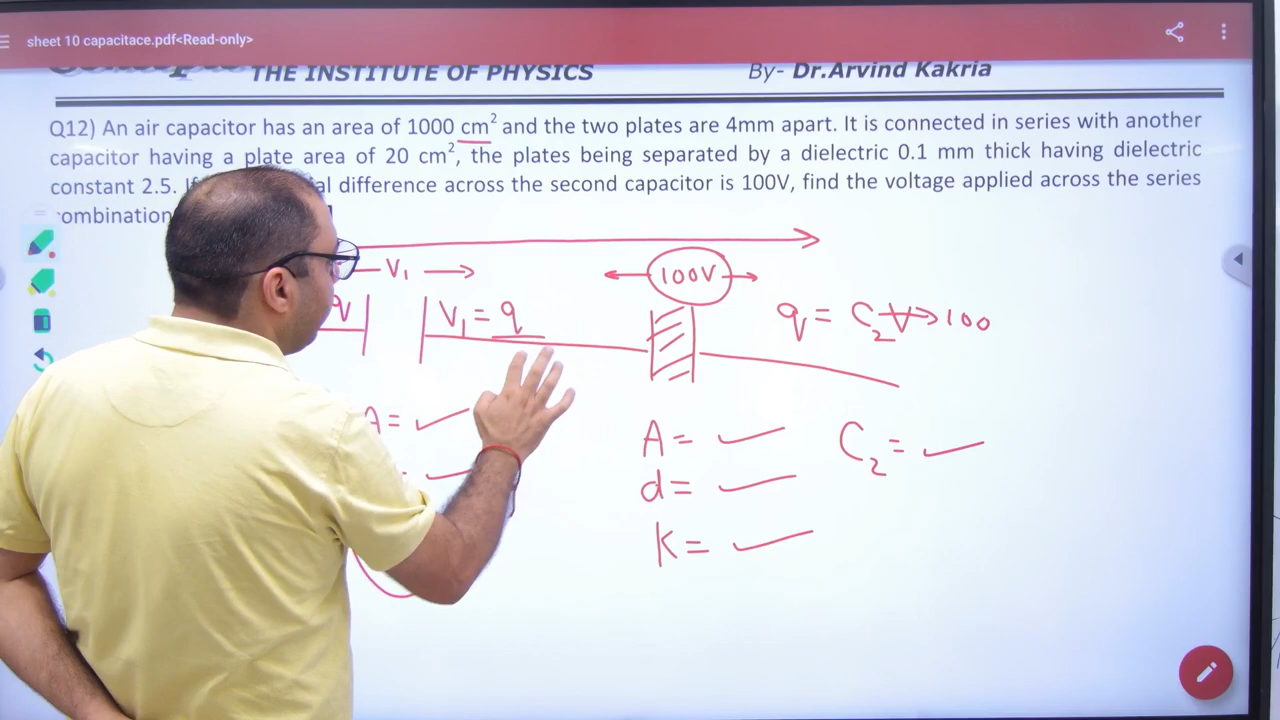 sheet 10 capacitace.pdf<Read-only>
THE INSTITUTE OF PHYSICS By- Dr.Arvind Kakria
Q12) An air capacitor has an area of 1000 cm² and the two plates are 4mm apart. It is connected in series with another
capacitor having a plate area of 20 cm², the plates being separated by a dielectric 0.1 mm thick having dielectric
constant 2.5. difference across the second capacitor is 100V, find the voltage applied across the series
V₁ 100V
q V₁ = q q = C₂V→100
A = A = C₂ =
d =
K =